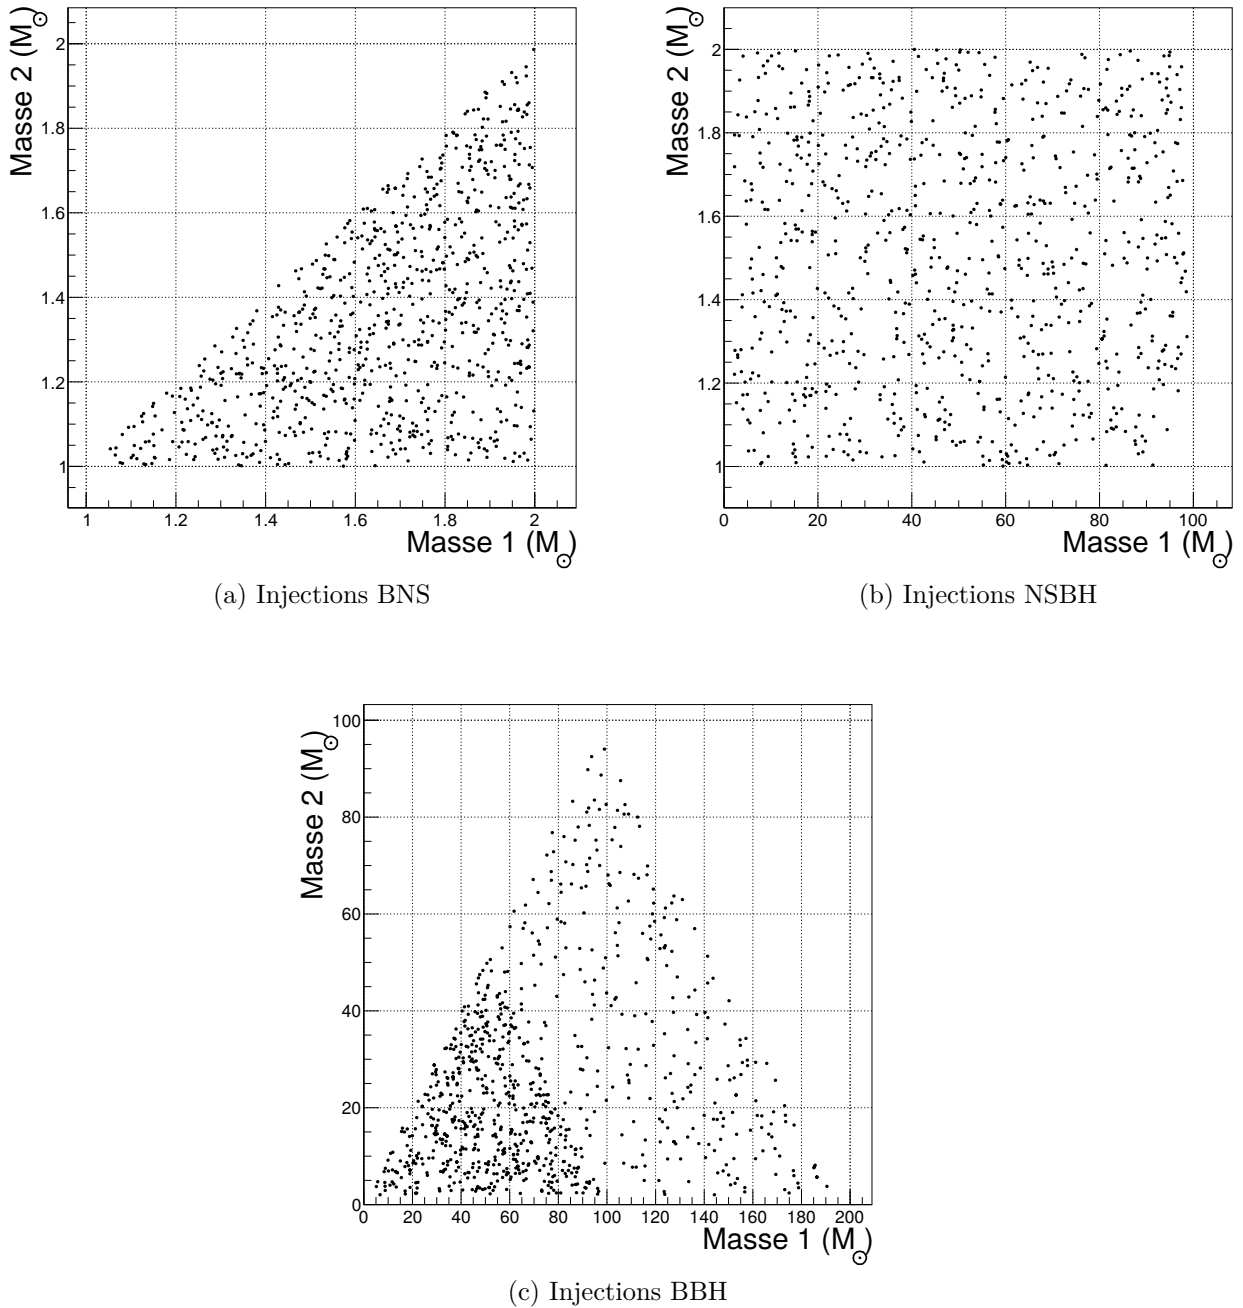 Masse 2 (M⊙)
2
1.8
1.6
1.4
1.2
1
1 1.2 1.4 1.6 1.8 2
Masse 1 (M⊙)
(a) Injections BNS
Masse 2 (M⊙)
2
1.8
1.6
1.4
1.2
1
0 20 40 60 80 100
Masse 1 (M⊙)
(b) Injections NSBH
Masse 2 (M⊙)
100
80
60
40
20
0
0 20 40 60 80 100 120 140 160 180 200
Masse 1 (M⊙)
(c) Injections BBH